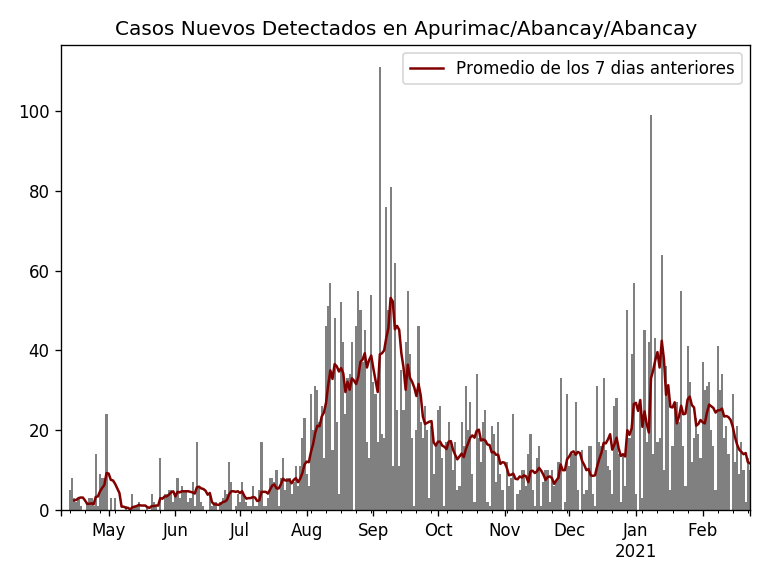 Casos Nuevos Detectados en Apurimac/Abancay/Abancay
Promedio de los 7 dias anteriores
100
80
60
40
20
0
May Jun Jul Aug Sep Oct Nov Dec Jan Feb
2021